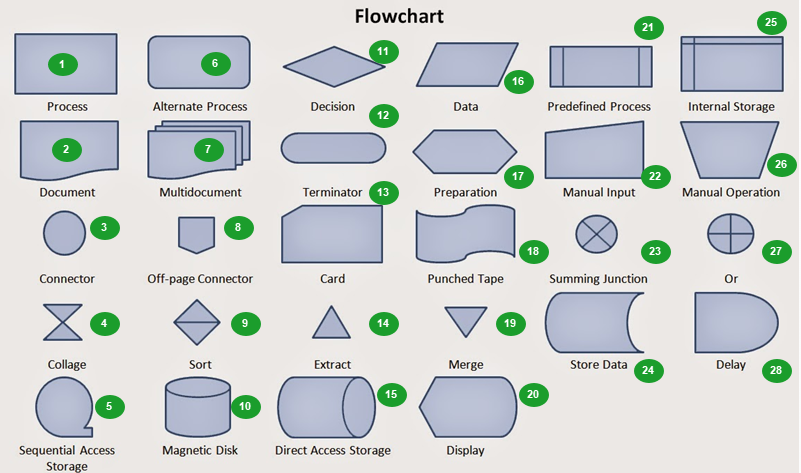 Flowchart
21
25
11
1
6
16
Process
Alternate Process
Decision
Data
Predefined Process
Internal Storage
12
2
7
17
22
26
Document
Multidocument
Terminator
13
Preparation
Manual Input
Manual Operation
3
8
18
23
27
Connector
Off-page Connector
Card
Punched Tape
Summing Junction
Or
4
9
14
19
Collage
Sort
Extract
Merge
Store Data
24
Delay
28
5
10
15
20
Sequential Access
Storage
Magnetic Disk
Direct Access Storage
Display